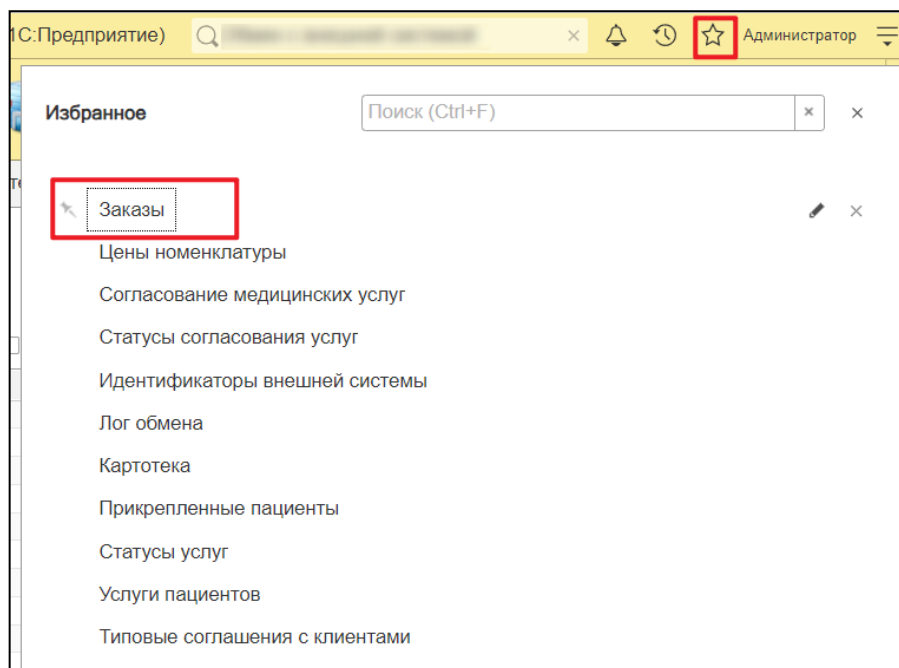 1С:Предприятие)
Администратор
Избранное
Поиск (Ctrl+F)
Заказы
Цены номенклатуры
Согласование медицинских услуг
Статусы согласования услуг
Идентификаторы внешней системы
Лог обмена
Картотека
Прикрепленные пациенты
Статусы услуг
Услуги пациентов
Типовые соглашения с клиентами